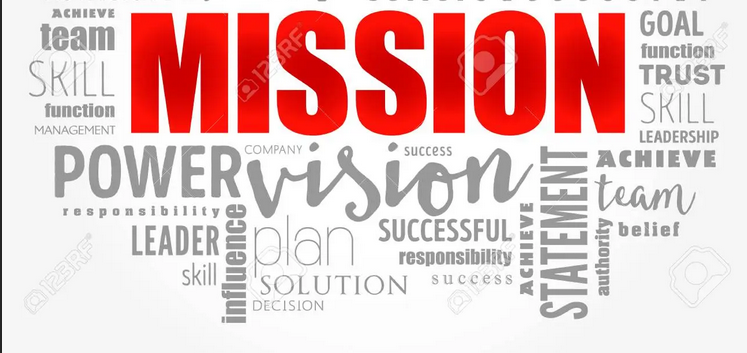 ACHIEVE
team
SKILL
function
MANAGEMENT
MISSION
GOAL
function
TRUST
SKILL
LEADERSHIP
POWER
COMPANY
vision
success
STATEMENT
ACHIEVE
team
responsibility
LEADER
skill
influence
plan
SOLUTION
DECISION
SUCCESSFUL
responsibility
success
ACHIEVE
authority
belief
123RF
123RF
123RF
123RF
123RF
123RF